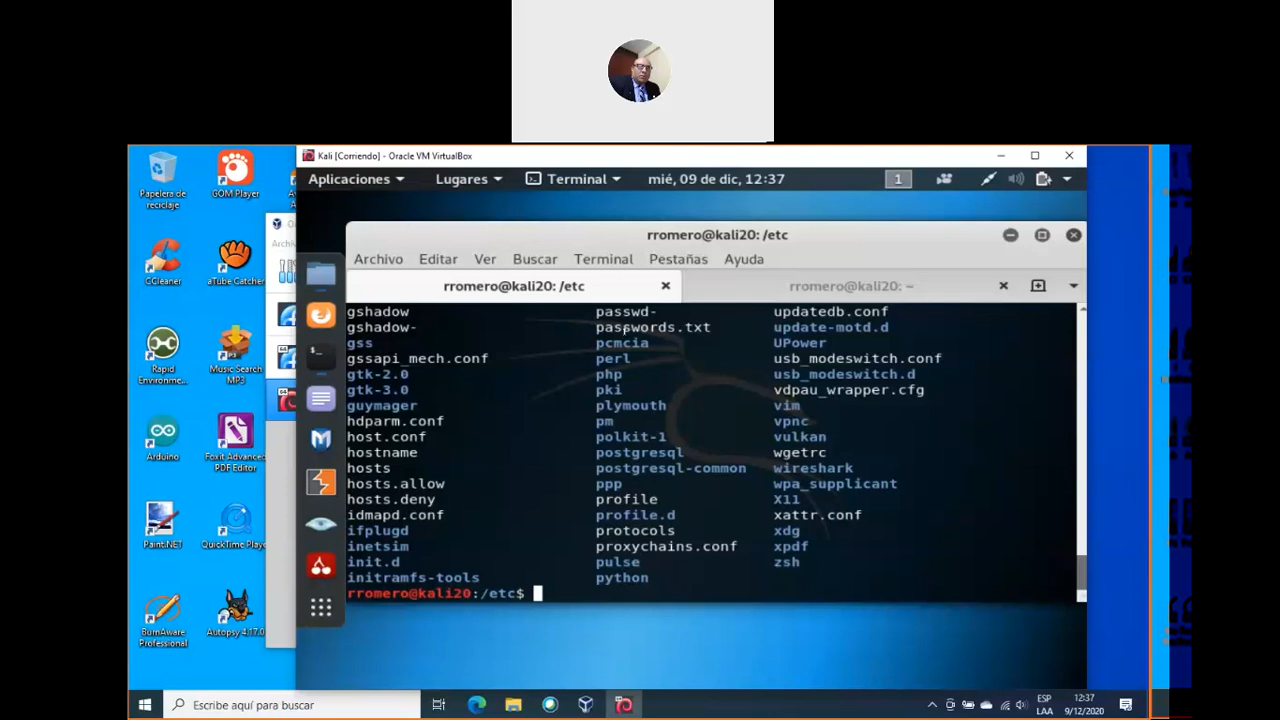 Papelera de
reciclaje
GOM Player
CCleaner
aTube Catcher
Rapid
Environme...
Music Search
MP3
Arduino
Foxit Advanced
PDF Editor
Paint.NET
QuickTime Player
BurnAware
Professional
Autopsy 4.17.0
Kali [Corriendo] - Oracle VM VirtualBox
Aplicaciones
Lugares
Terminal
mié, 09 de dic, 12:37
1
rromero@kali20: /etc
Archivo Editar Ver Buscar Terminal Pestañas Ayuda
rromero@kali20: /etc
rromero@kali20: ~
gshadow passwd- updatedb.conf
gshadow- passwords.txt update-motd.d
gss pcmcia UPower
gssapi_mech.conf perl usb_modeswitch.conf
gtk-2.0 php usb_modeswitch.d
gtk-3.0 pki vdpau_wrapper.cfg
guymager plymouth vim
hdparm.conf pm vpnc
host.conf polkit-1 vulkan
hostname postgresql wgetrc
hosts postgresql-common wireshark
hosts.allow ppp wpa_supplicant
hosts.deny profile X11
idmapd.conf profile.d xattr.conf
ifplugd protocols xdg
inetsim proxychains.conf xpdf
init.d pulse zsh
initramfs-tools python
rromero@kali20:/etc$
Escribe aquí para buscar
ESP
LAA
12:37
9/12/2020